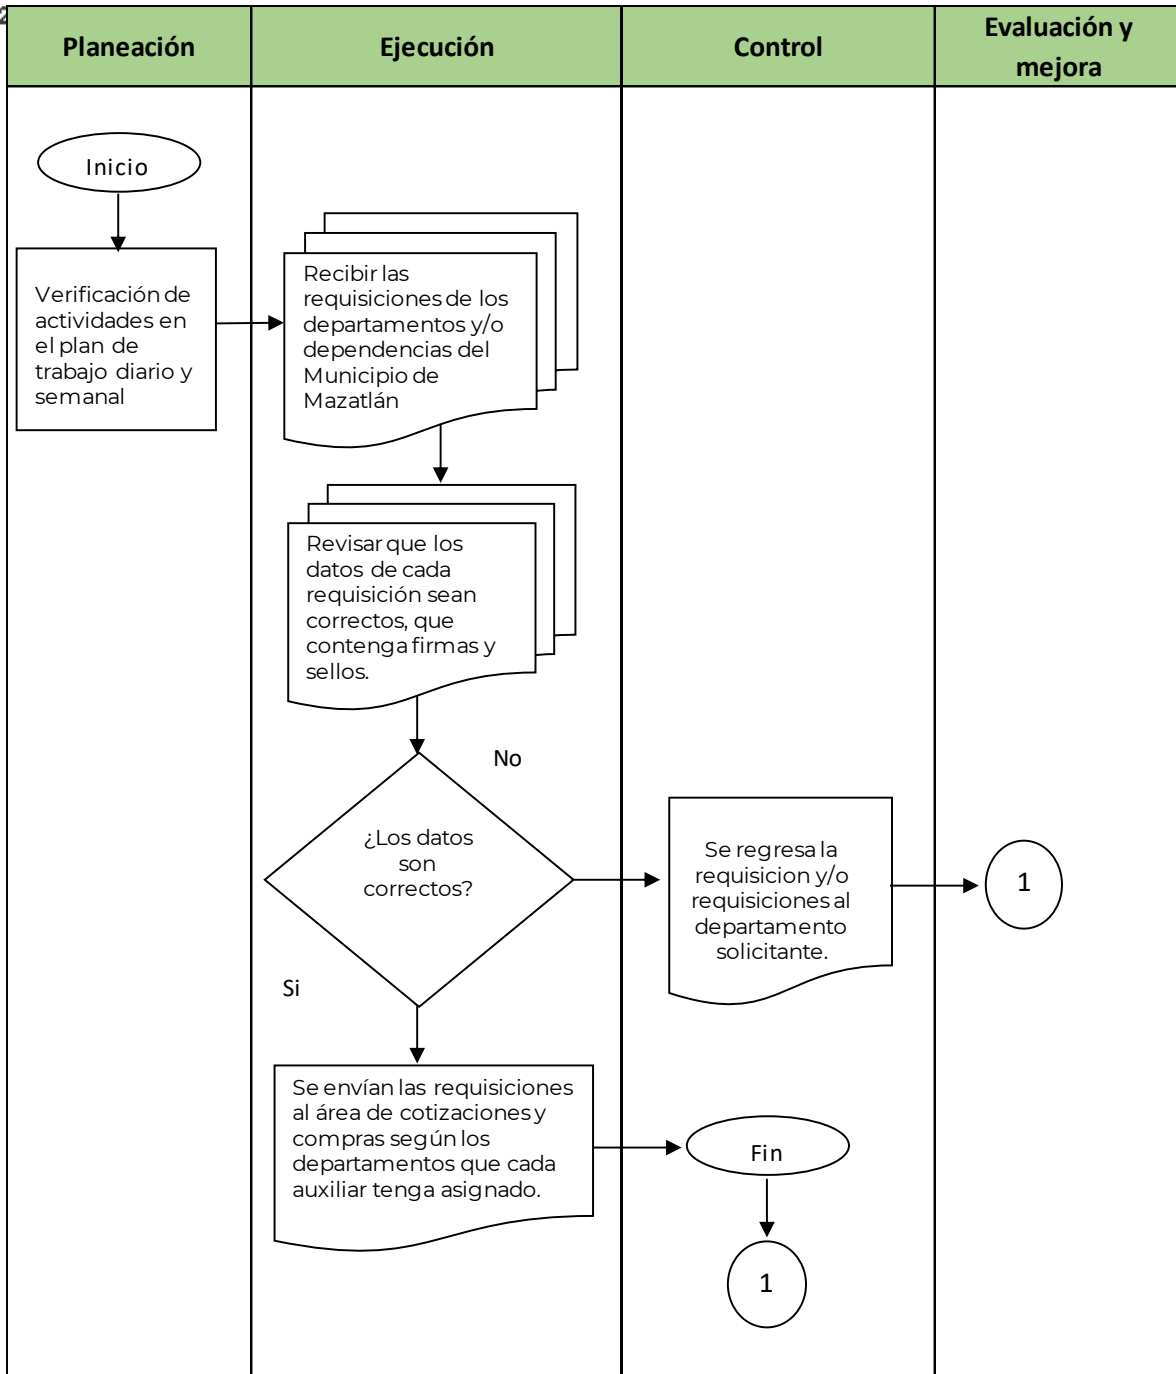 Planeación
Ejecución
Control
Evaluación y
mejora
Inicio
Verificación de
actividades en
el plan de
trabajo diario y
semanal
Recibir las
requisiciones de los
departamentos y/o
dependencias del
Municipio de
Mazatlán
Revisar que los
datos de cada
requisición sean
correctos, que
contenga firmas y
sellos.
No
¿Los datos
son
correctos?
Se regresa la
requisicion y/o
requisiciones al
departamento
solicitante.
1
Si
Se envían las requisiciones
al área de cotizaciones y
compras según los
departamentos que cada
auxiliar tenga asignado.
Fin
1